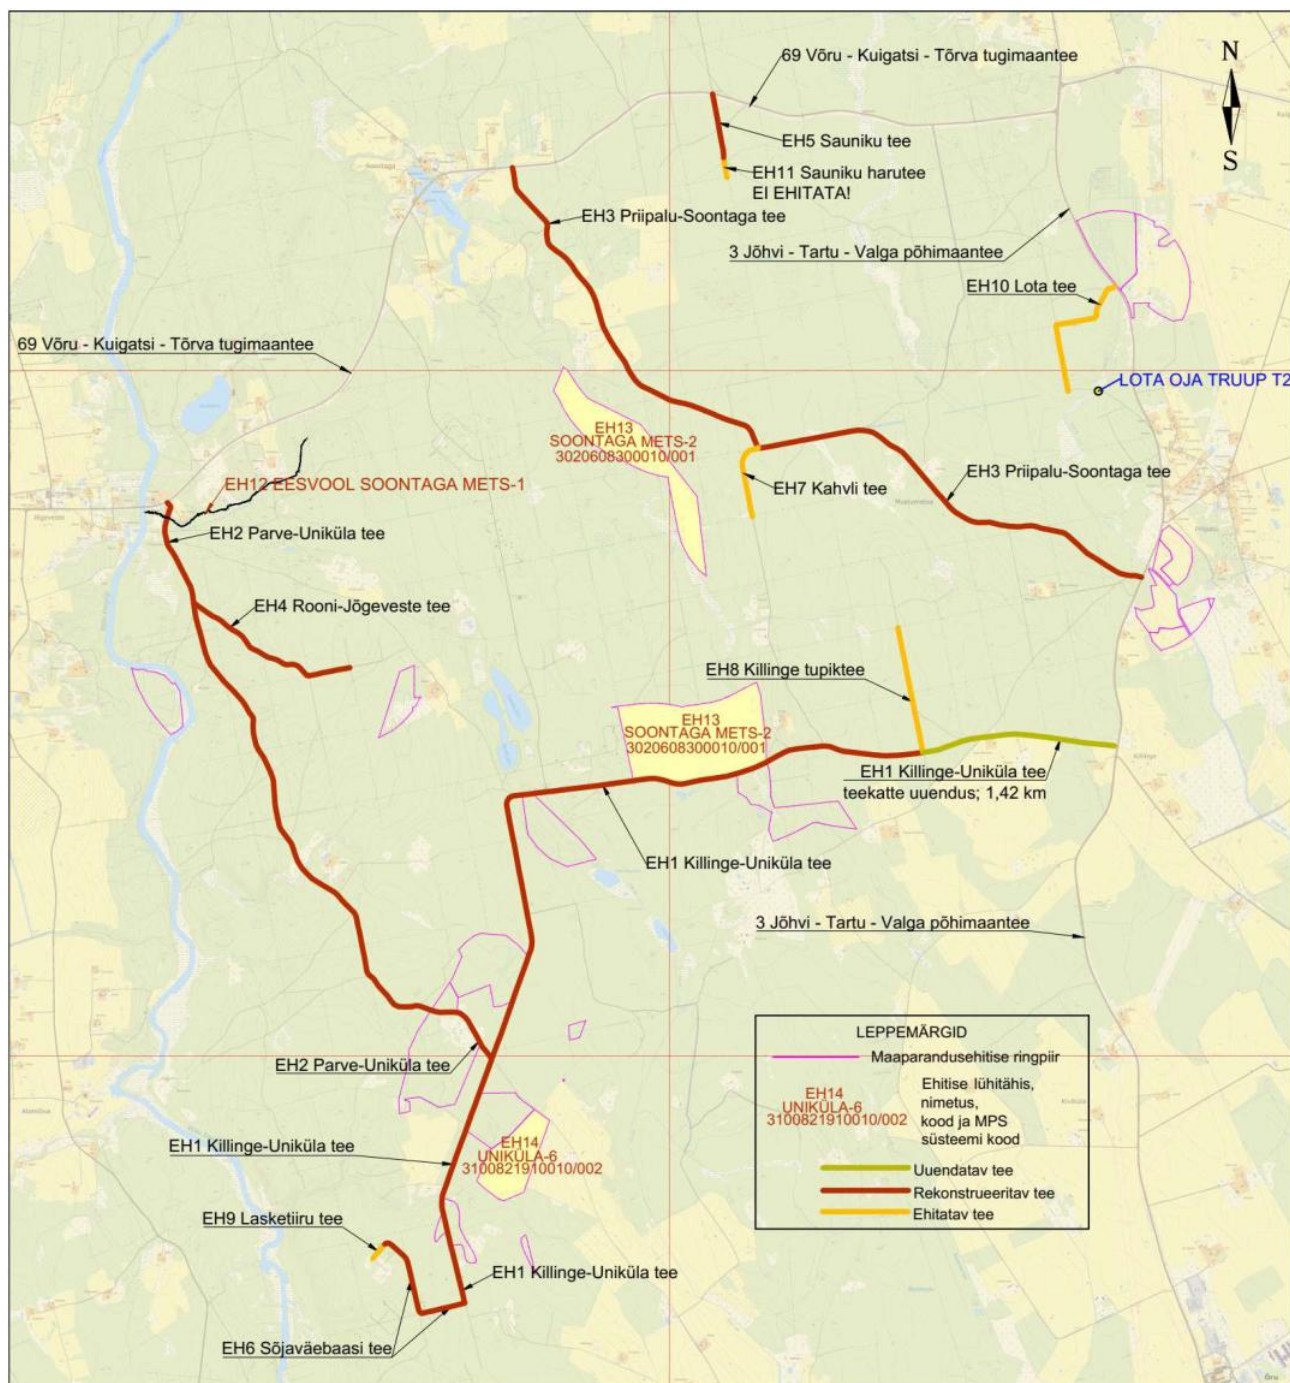 69 Võru - Kuigatsi - Tõrva tugimaantee
N
S
EH5 Sauniku tee
EH11 Sauniku harutee
EI EHITATA!
EH3 Priipalu-Soontaga tee
3 Jõhvi - Tartu - Valga põhimaantee
EH10 Lota tee
69 Võru - Kuigatsi - Tõrva tugimaantee
LOTA OJA TRUUP T2
EH13
SOONTAGA METS-2
3020608300010/001
EH3 Priipalu-Soontaga tee
EH12 EESVOOL SOONTAGA METS-1
EH7 Kahvli tee
EH2 Parve-Uniküla tee
EH4 Rooni-Jõgeveste tee
EH8 Killinge tupiktee
EH13
SOONTAGA METS-2
3020608300010/001
EH1 Killinge-Uniküla tee
teekatte uuendus; 1,42 km
EH1 Killinge-Uniküla tee
3 Jõhvi - Tartu - Valga põhimaantee
EH2 Parve-Uniküla tee
EH1 Killinge-Uniküla tee
EH14
UNIKÜLA-6
3100821910010/002
EH9 Lasketiiru tee
EH1 Killinge-Uniküla tee
EH6 Sõjaväebaasi tee
LEPPEMÄRGID
Maaparandusehitise ringpiir
EH14
UNIKÜLA-6
3100821910010/002
Ehitise lühitähis,
nimetus,
kood ja MPS
süsteemi kood
Uuendatav tee
Rekonstrueeritav tee
Ehitatav tee